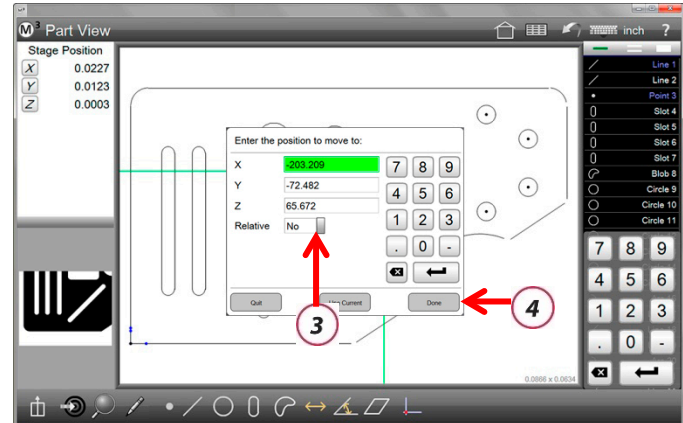 M3 Part View
inch ?
Stage Position
X 0.0227
Y 0.0123
Z 0.0003
Enter the position to move to:
X -203.209
Y -72.482
Z 65.672
Relative No
7 8 9
4 5 6
1 2 3
. 0 -
Quit
Current
Done
3
4
0.0866 x 0.0634
Line 1
Line 2
Point 3
Slot 4
Slot 5
Slot 6
Slot 7
Blob 8
Circle 9
Circle 10
Circle 11
7 8 9
4 5 6
1 2 3
. 0 -